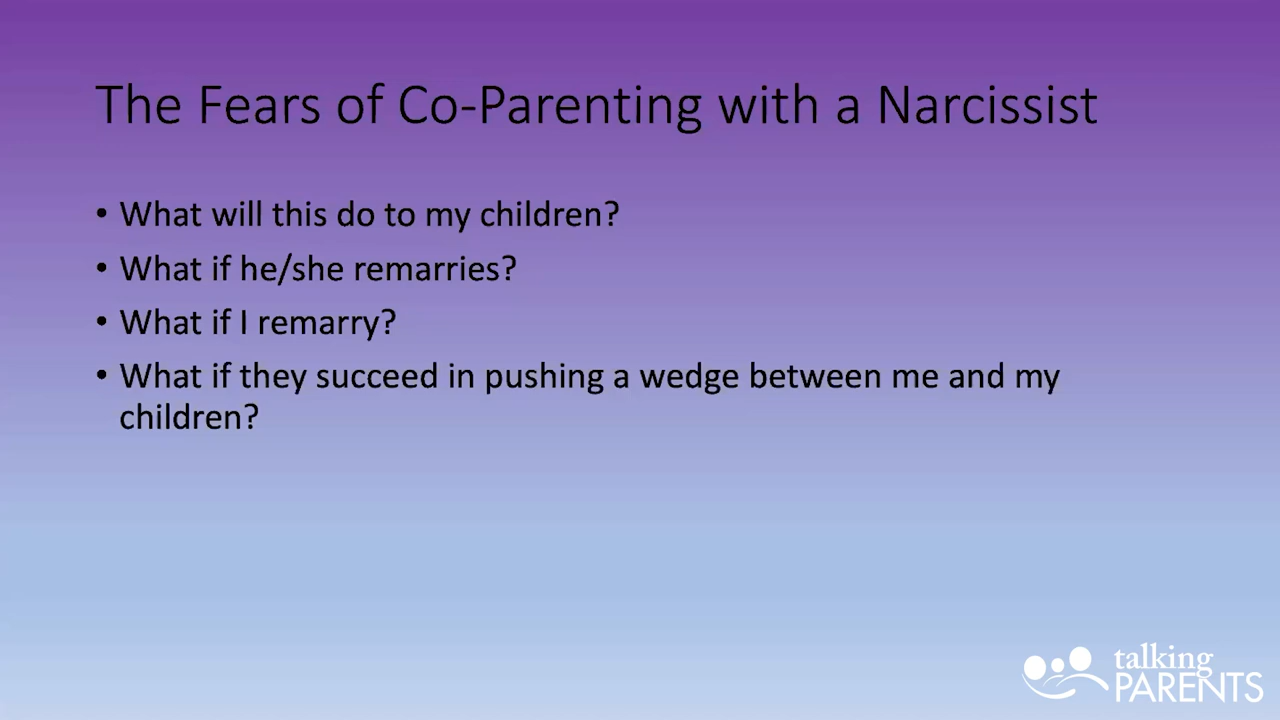 The Fears of Co-Parenting with a Narcissist
• What will this do to my children?
• What if he/she remarries?
• What if I remarry?
• What if they succeed in pushing a wedge between me and my
children?
talking
PARENTS